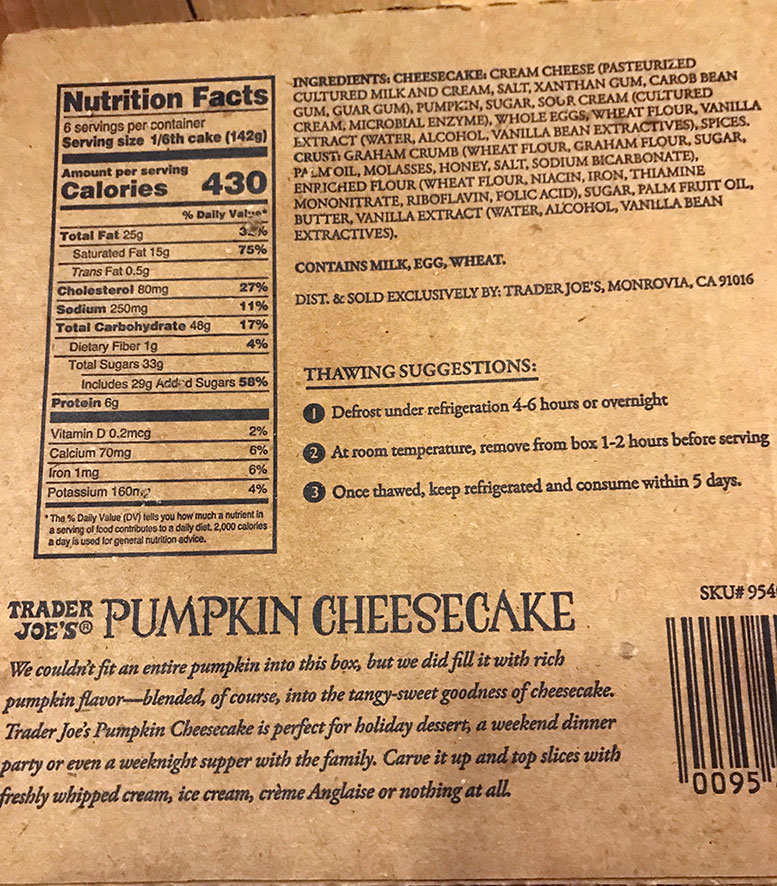 Nutrition Facts
6 servings per container
Serving size 1/6th cake (142g)
Amount per serving
Calories 430
% Daily Value*
Total Fat 25g
Saturated Fat 15g 75%
Trans Fat 0.5g
Cholesterol 80mg 27%
Sodium 250mg 11%
Total Carbohydrate 48g 17%
Dietary Fiber 1g 4%
Total Sugars 33g
Includes 29g Added Sugars 58%
Protein 6g
Vitamin D 0.2mcg 2%
Calcium 70mg 6%
Iron 1mg 6%
Potassium 160mg 4%
* The % Daily Value (DV) tells you how much a nutrient in
a serving of food contributes to a daily diet. 2,000 calories
a day is used for general nutrition advice.
INGREDIENTS: CHEESECAKE: CREAM CHEESE (PASTEURIZED
CULTURED MILK AND CREAM, SALT, XANTHAN GUM, CAROB BEAN
GUM, GUAR GUM), PUMPKIN, SUGAR, SOUR CREAM (CULTURED
CREAM, MICROBIAL ENZYME), WHOLE EGGS, WHEAT FLOUR, VANILLA
EXTRACT (WATER, ALCOHOL, VANILLA BEAN EXTRACTIVES), SPICES.
CRUST: GRAHAM CRUMB (WHEAT FLOUR, GRAHAM FLOUR, SUGAR,
PALM OIL, MOLASSES, HONEY, SALT, SODIUM BICARBONATE),
ENRICHED FLOUR (WHEAT FLOUR, NIACIN, IRON, THIAMINE
MONONITRATE, RIBOFLAVIN, FOLIC ACID), SUGAR, PALM FRUIT OIL,
BUTTER, VANILLA EXTRACT (WATER, ALCOHOL, VANILLA BEAN
EXTRACTIVES).
CONTAINS MILK, EGG, WHEAT.
DIST. & SOLD EXCLUSIVELY BY: TRADER JOE'S, MONROVIA, CA 91016
THAWING SUGGESTIONS:
1 Defrost under refrigeration 4-6 hours or overnight
2 At room temperature, remove from box 1-2 hours before serving
3 Once thawed, keep refrigerated and consume within 5 days.
TRADER JOE'S® PUMPKIN CHEESECAKE
We couldn't fit an entire pumpkin into this box, but we did fill it with rich
pumpkin flavor—blended, of course, into the tangy-sweet goodness of cheesecake.
Trader Joe's Pumpkin Cheesecake is perfect for holiday dessert, a weekend dinner
party or even a weeknight supper with the family. Carve it up and top slices with
freshly whipped cream, ice cream, crème Anglaise or nothing at all.
SKU# 954
0095